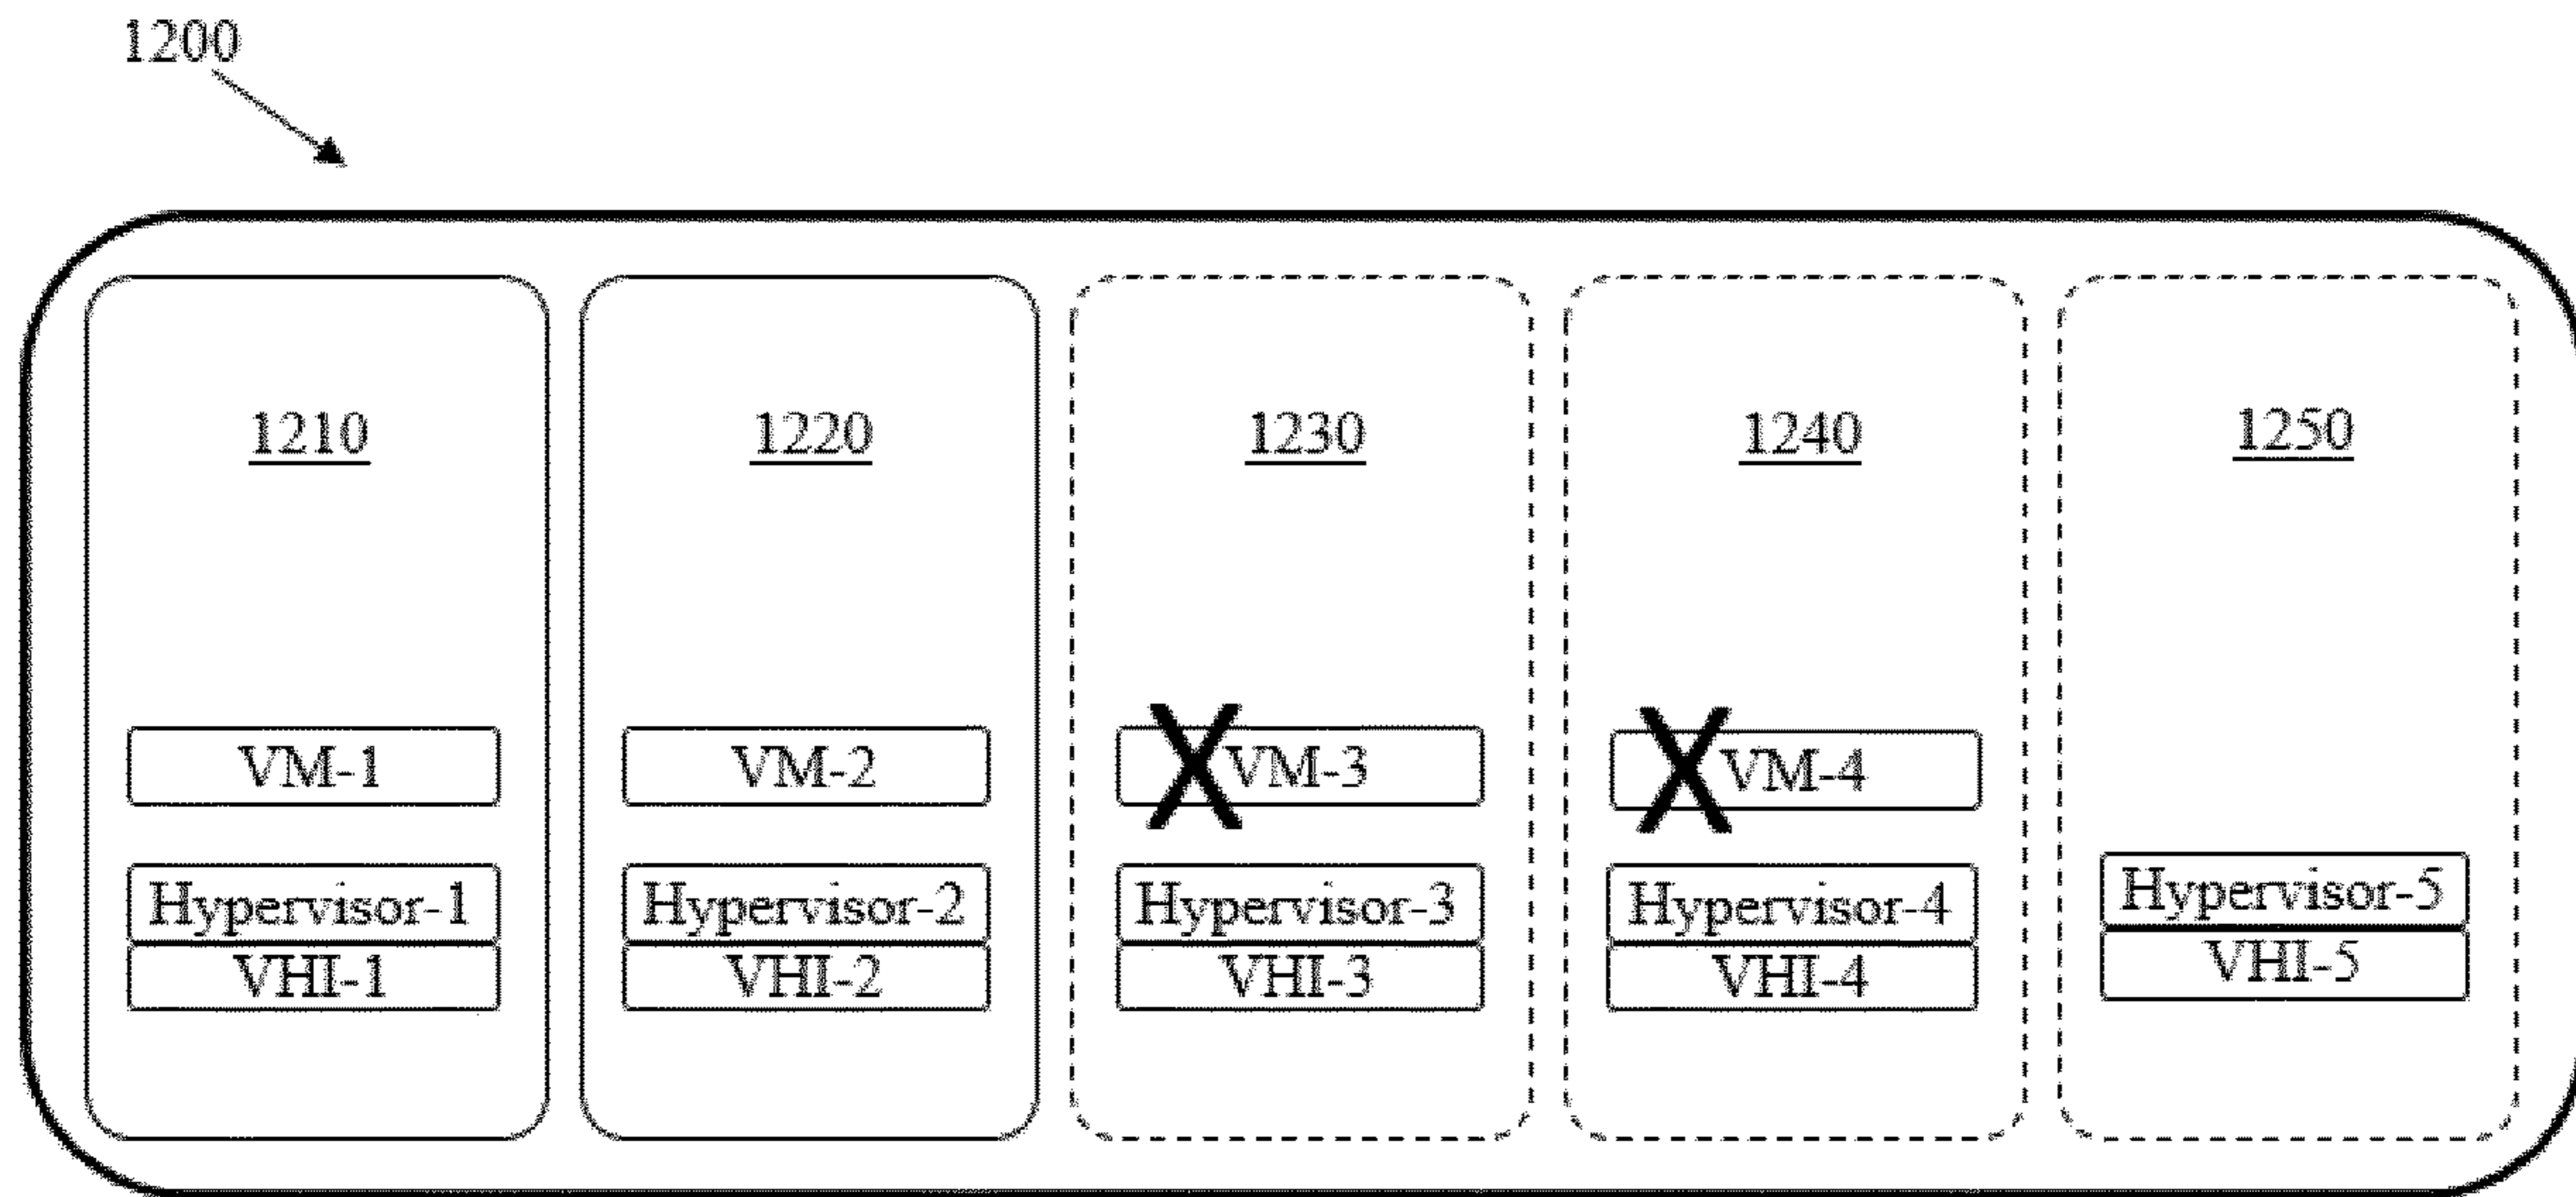 1200
1210 1220 1230 1240 1250
VM-1 VM-2 VM-3 VM-4
Hypervisor-1 Hypervisor-2 Hypervisor-3 Hypervisor-4 Hypervisor-5
VHI-1 VHI-2 VHI-3 VHI-4 VHI-5